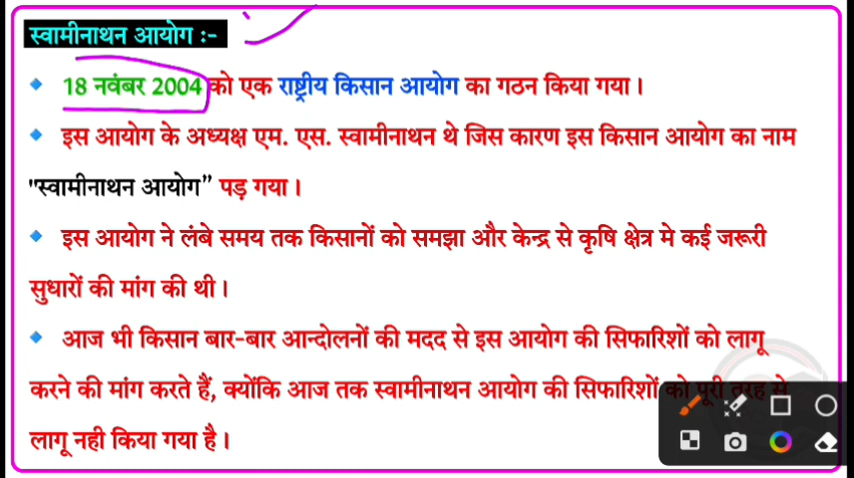 स्वामीनाथन आयोग :-
18 नवंबर 2004 को एक राष्ट्रीय किसान आयोग का गठन किया गया।
इस आयोग के अध्यक्ष एम. एस. स्वामीनाथन थे जिस कारण इस किसान आयोग का नाम
"स्वामीनाथन आयोग” पड़ गया।
इस आयोग ने लंबे समय तक किसानों को समझा और केन्द्र से कृषि क्षेत्र मे कई जरूरी
सुधारों की मांग की थी।
आज भी किसान बार-बार आन्दोलनों की मदद से इस आयोग की सिफारिशों को लागू
करने की मांग करते हैं, क्योंकि आज तक स्वामीनाथन आयोग की सिफारिशों को पूरी तरह से
लागू नही किया गया है।